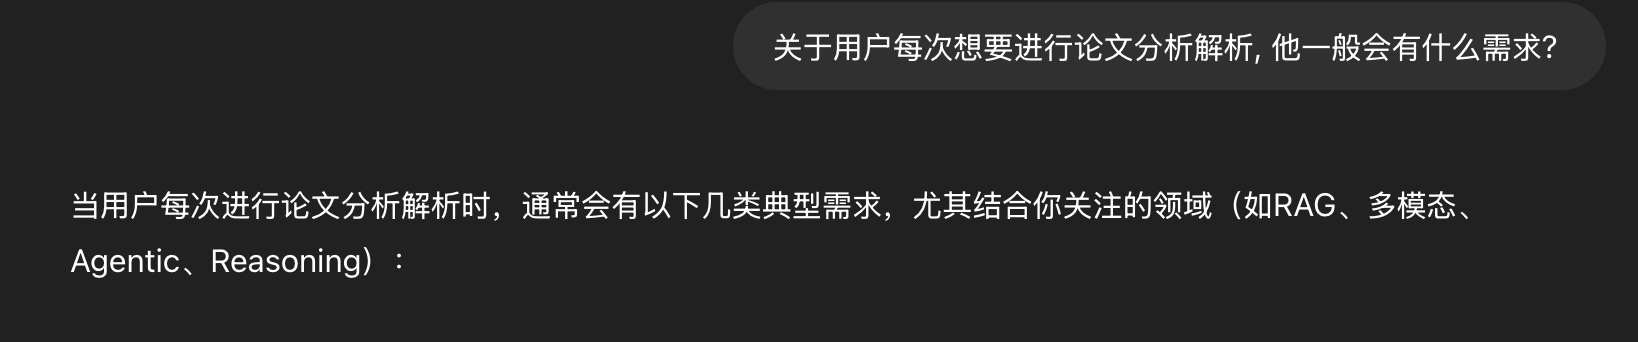 关于用户每次想要进行论文分析解析, 他一般会有什么需求?
当用户每次进行论文分析解析时，通常会有以下几类典型需求，尤其结合你关注的领域（如RAG、多模态、
Agentic、Reasoning）：